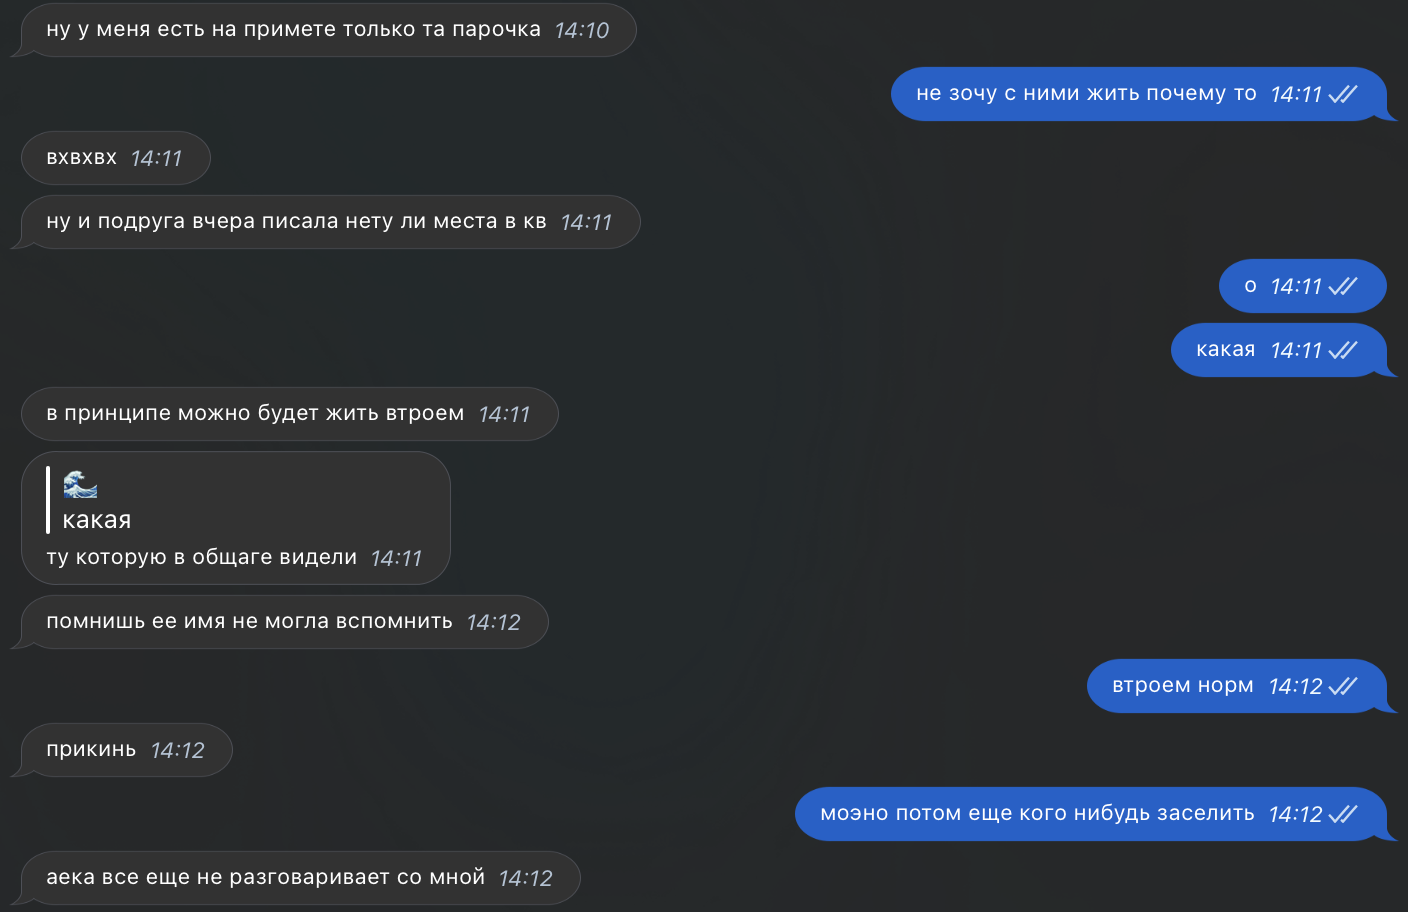 ну у меня есть на примете только та парочка 14:10
не зочу с ними жить почему то 14:11
вхвхвх 14:11
ну и подруга вчера писала нету ли места в кв 14:11
о 14:11
какая 14:11
в принципе можно будет жить втроем 14:11
🌊
какая
ту которую в общаге видели 14:11
помнишь ее имя не могла вспомнить 14:12
втроем норм 14:12
прикинь 14:12
моэно потом еще кого нибудь заселить 14:12
аека все еще не разговаривает со мной 14:12